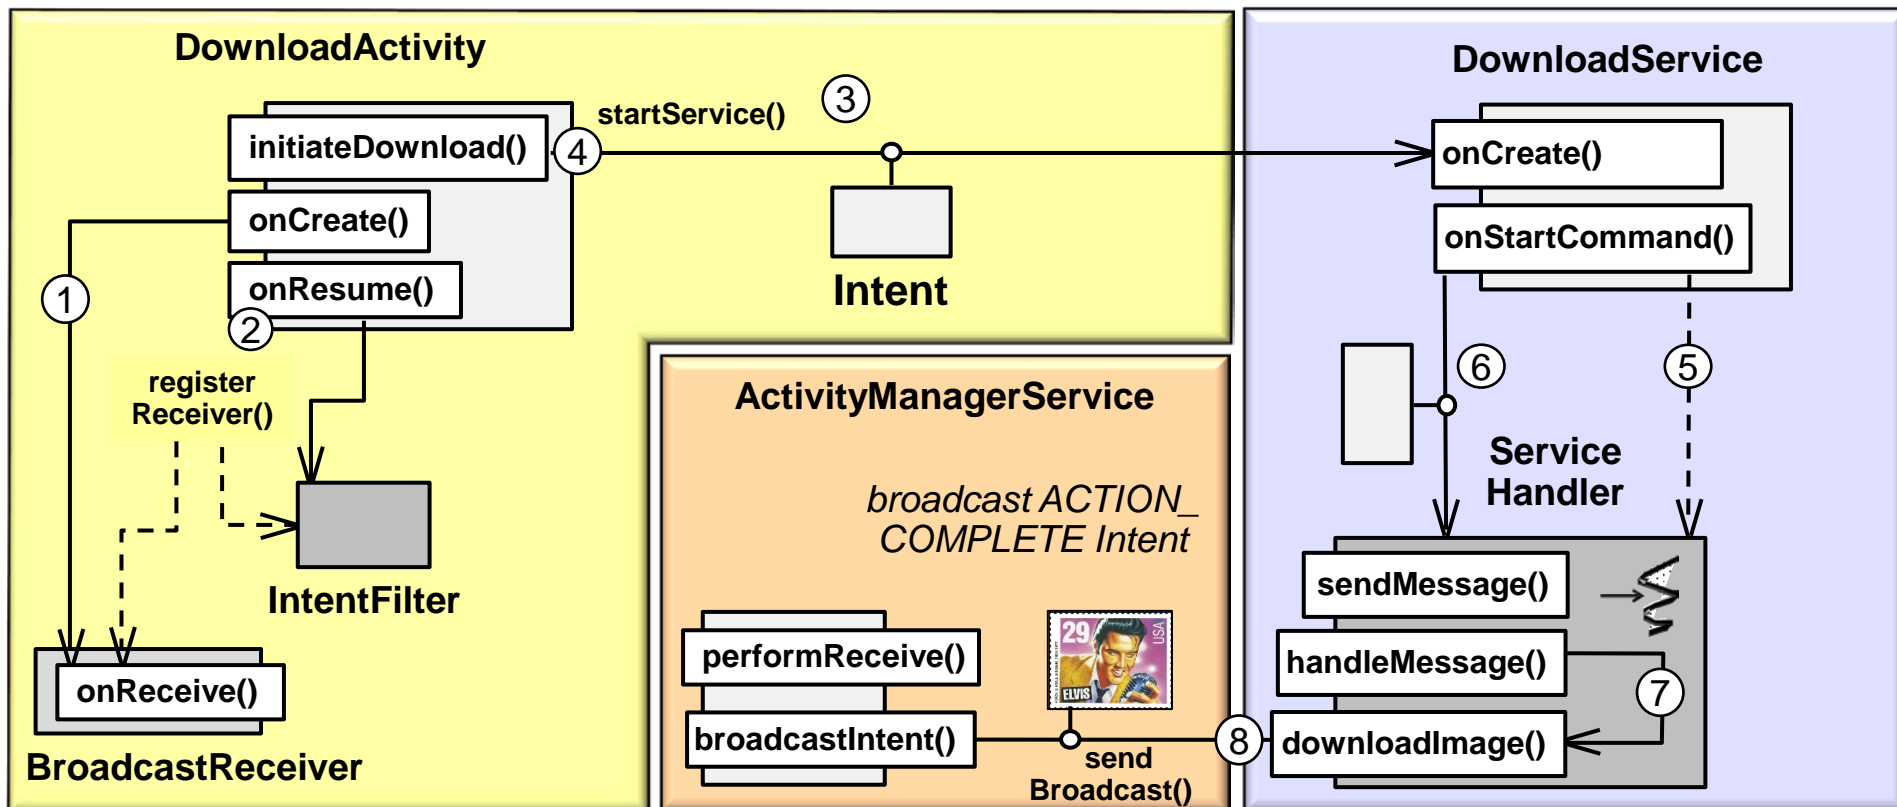 DownloadActivity
initiateDownload()
onCreate()
onResume()
1
2
register
Receiver()
IntentFilter
onReceive()
BroadcastReceiver
startService()
3
4
Intent
ActivityManagerService
broadcast ACTION_
COMPLETE Intent
performReceive()
broadcastIntent()
29
USA
ELVIS
send
Broadcast()
8
DownloadService
onCreate()
onStartCommand()
6
5
Service
Handler
sendMessage()
handleMessage()
7
downloadImage()